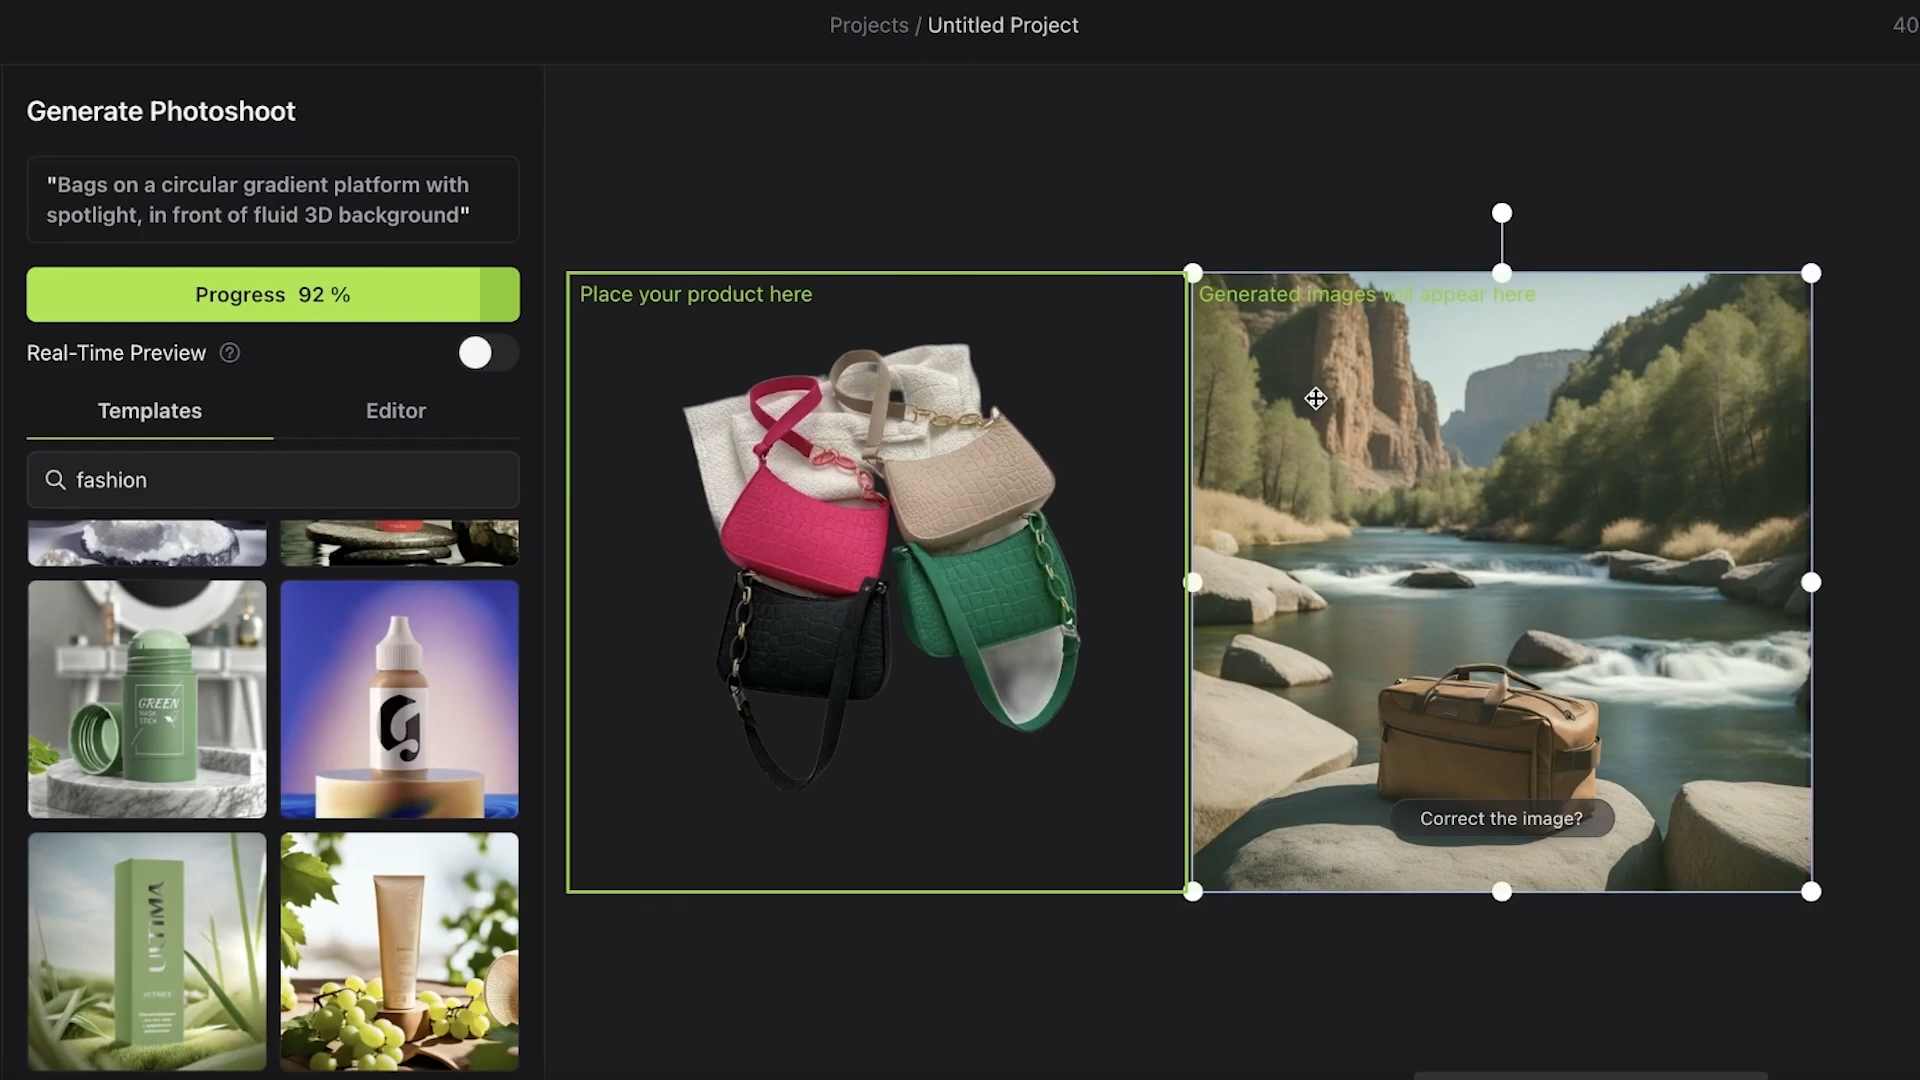 Projects / Untitled Project
40
Generate Photoshoot
"Bags on a circular gradient platform with
spotlight, in front of fluid 3D background"
Progress 92 %
Real-Time Preview ?
Templates
Editor
fashion
GREEN
MASK
STICK
G
ULTIMA
Place your product here
Generated images will appear here
Correct the image?